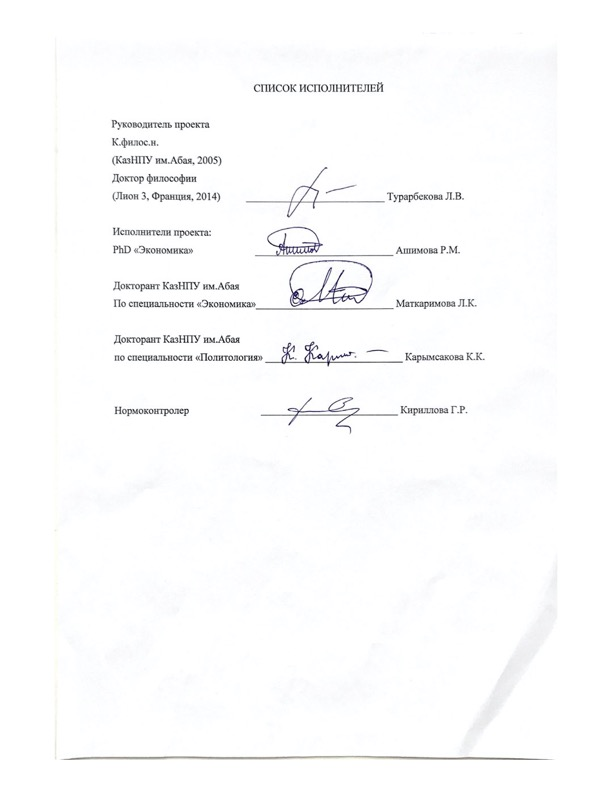 СПИСОК ИСПОЛНИТЕЛЕЙ
Руководитель проекта
К.филос.н.
(КазНПУ им.Абая, 2005)
Доктор философии
(Лион 3, Франция, 2014) Турарбекова Л.В.
Исполнители проекта:
PhD «Экономика» Ашимова Р.М.
Докторант КазНПУ им.Абая
По специальности «Экономика» Маткаримова Л.К.
Докторант КазНПУ им.Абая
по специальности «Политология» Карымсакова К.К.
Нормоконтролер Кириллова Г.Р.